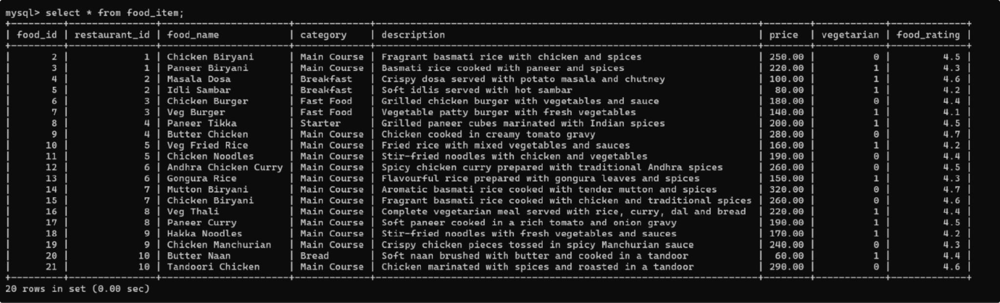 mysql> select * from food_item;
+---------+---------------+----------------------+-------------+-------------------------------------------------------------------+--------+------------+-------------+
| food_id | restaurant_id | food_name            | category    | description                                                       | price  | vegetarian | food_rating |
+---------+---------------+----------------------+-------------+-------------------------------------------------------------------+--------+------------+-------------+
|       2 |             1 | Chicken Biryani      | Main Course | Fragrant basmati rice with chicken and spices                     | 250.00 |          0 |         4.5 |
|       3 |             1 | Paneer Biryani       | Main Course | Basmati rice cooked with paneer and spices                        | 220.00 |          1 |         4.3 |
|       4 |             2 | Masala Dosa          | Breakfast   | Crispy dosa served with potato masala and chutney                 | 100.00 |          1 |         4.6 |
|       5 |             2 | Idli Sambar          | Breakfast   | Soft idlis served with hot sambar                                 |  80.00 |          1 |         4.2 |
|       6 |             3 | Chicken Burger       | Fast Food   | Grilled chicken burger with vegetables and sauce                  | 180.00 |          0 |         4.4 |
|       7 |             3 | Veg Burger           | Fast Food   | Vegetable patty burger with fresh vegetables                      | 140.00 |          1 |         4.1 |
|       8 |             4 | Paneer Tikka         | Starter     | Grilled paneer cubes marinated with Indian spices                 | 200.00 |          1 |         4.5 |
|       9 |             4 | Butter Chicken       | Main Course | Chicken cooked in creamy tomato gravy                             | 280.00 |          0 |         4.7 |
|      10 |             5 | Veg Fried Rice       | Main Course | Fried rice with mixed vegetables and sauces                       | 160.00 |          1 |         4.2 |
|      11 |             5 | Chicken Noodles      | Main Course | Stir-fried noodles with chicken and vegetables                    | 190.00 |          0 |         4.4 |
|      12 |             6 | Andhra Chicken Curry | Main Course | Spicy chicken curry prepared with traditional Andhra spices       | 260.00 |          0 |         4.5 |
|      13 |             6 | Gongura Rice         | Main Course | Flavourful rice prepared with gongura leaves and spices           | 150.00 |          1 |         4.3 |
|      14 |             7 | Mutton Biryani       | Main Course | Aromatic basmati rice cooked with tender mutton and spices        | 320.00 |          0 |         4.7 |
|      15 |             7 | Chicken Biryani      | Main Course | Fragrant basmati rice cooked with chicken and traditional spices  | 260.00 |          0 |         4.6 |
|      16 |             8 | Veg Thali            | Main Course | Complete vegetarian meal served with rice, curry, dal and bread   | 220.00 |          1 |         4.4 |
|      17 |             8 | Paneer Curry         | Main Course | Soft paneer cooked in a rich tomato and onion gravy               | 190.00 |          1 |         4.5 |
|      18 |             9 | Hakka Noodles        | Main Course | Stir-fried noodles with fresh vegetables and sauces               | 170.00 |          1 |         4.2 |
|      19 |             9 | Chicken Manchurian   | Main Course | Crispy chicken pieces tossed in spicy Manchurian sauce            | 240.00 |          0 |         4.3 |
|      20 |            10 | Butter Naan          | Bread       | Soft naan brushed with butter and cooked in a tandoor             |  60.00 |          1 |         4.4 |
|      21 |            10 | Tandoori Chicken     | Main Course | Chicken marinated with spices and roasted in a tandoor            | 290.00 |          0 |         4.6 |
+---------+---------------+----------------------+-------------+-------------------------------------------------------------------+--------+------------+-------------+
20 rows in set (0.00 sec)